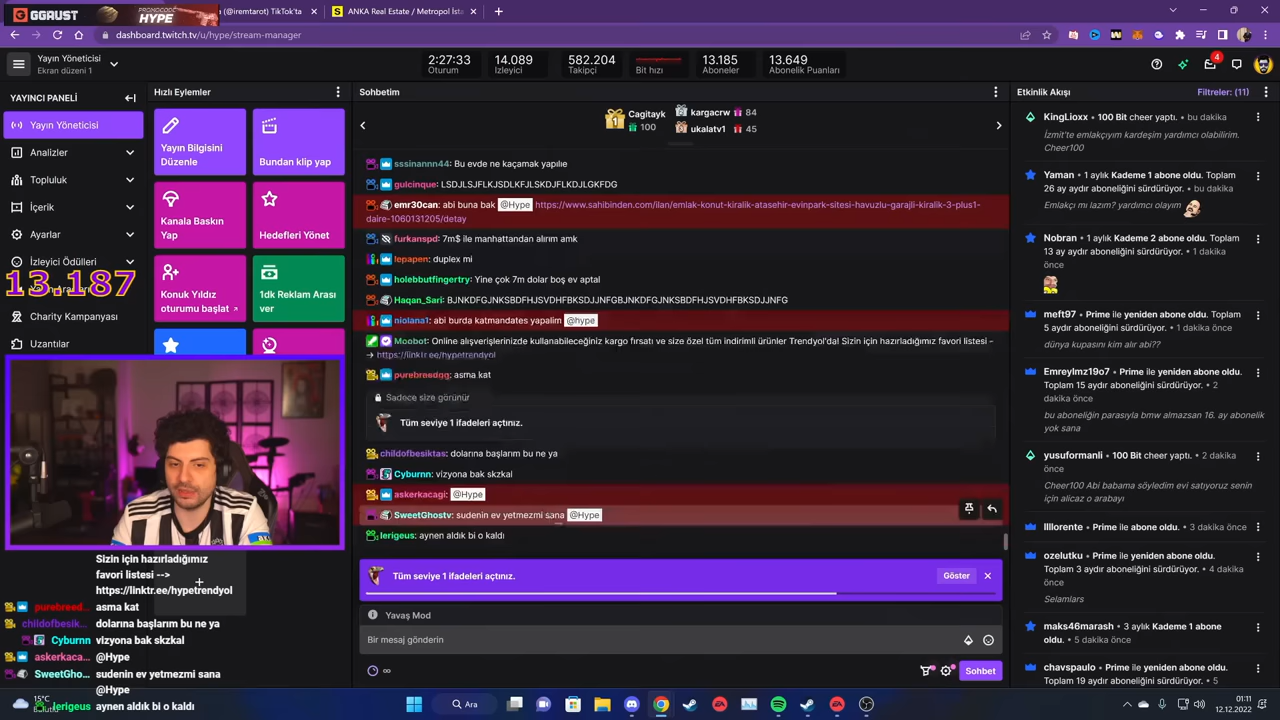 GGRUST
PROMOCODE HYPE
(@iremtarot) TikTok'ta
ANKA Real Estate / Metropol İsta
dashboard.twitch.tv/u/hype/stream-manager
Yayın Yöneticisi
Ekran düzeni 1
2:27:33
Oturum
14.089
İzleyici
582.204
Takipçi
Bit hızı
13.185
Aboneler
13.649
Abonelik Puanları
4
YAYINCI PANELİ
Yayın Yöneticisi
Analizler
Topluluk
İçerik
Ayarlar
İzleyici Ödülleri
13.187
Charity Kampanyası
Uzantılar
Hızlı Eylemler
Yayın Bilgisini Düzenle
Bundan klip yap
Kanala Baskın Yap
Hedefleri Yönet
Konuk Yıldız oturumu başlat
1dk Reklam Arası ver
Sohbetim
Cagitayk
100
kargacrw 84
ukalatv1 45
sssinannn44: Bu evde ne kaçamak yapılıe
gulcinque: LSDJLSJFLKJSDLKFJLSKDJFLKDJLGKFDG
emr30can: abi buna bak @Hype https://www.sahibinden.com/ilan/emlak-konut-kiralik-atasehir-evinpark-sitesi-havuzlu-garajli-kiralik-3-plus1-
daire-1060131205/detay
furkanspd: 7m$ ile manhattandan alırım amk
lepapen: duplex mi
holebbutfingertry: Yine çok 7m dolar boş ev aptal
Haqan_Sari: BJNKDFGJNKSBDFHJSVDHFBKSDJJNFGBJNKDFGJNKSBDFHJSVDHFBKSDJJNFG
niolana1: abi burda katmandates yapalim @hype
Moobot: Online alışverişlerinizde kullanabileceğiniz kargo fırsatı ve size özel tüm indirimli ürünler Trendyol'da! Sizin için hazırladığımız favori listesi –
→ https://linktr.ee/hypetrendyol
purebreedgg: asma kat
Sadece size görünür
Tüm seviye 1 ifadeleri açtınız.
childofbesiktas: dolarına başlarım bu ne ya
Cyburnn: vizyona bak skzkal
askerkacagi: @Hype
SweetGhostv: sudenin ev yetmezmi sana @Hype
lerigeus: aynen aldık bi o kaldı
Tüm seviye 1 ifadeleri açtınız.
Göster
Yavaş Mod
Bir mesaj gönderin
Sohbet
Etkinlik Akışı
Filtreler: (11)
KingLioxx • 100 Bit cheer yaptı. • bu dakika
İzmit'te emlakçıyım kardeşim yardımcı olabilirim.
Cheer100
Yaman • 1 aylık Kademe 1 abone oldu. Toplam
26 ay aydır aboneliğini sürdürüyor. • bu dakika
Emlakçı mı lazım? yardımcı olayım
Nobran • 1 aylık Kademe 2 abone oldu. Toplam
12 ay aydır aboneliğini sürdürüyor. • 1 dakika
önce
meft97 • Prime ile yeniden abone oldu. Toplam
5 aydır aboneliğini sürdürüyor. • 1 dakika önce
dünya kupasını kim alır abi??
Emreylmz19o7 • Prime ile yeniden abone oldu.
Toplam 15 aydır aboneliğini sürdürüyor. • 2
dakika önce
bu aboneliğin parasıyla bmw almazsan 16. ay abonelik
yok sana
yusuformanli • 100 Bit cheer yaptı. • 2 dakika
önce
Cheer100 Abi babama söyledim evi satıyoruz senin
için alicaz o arabayı
Illlorente • Prime ile abone oldu. • 3 dakika önce
ozelutku • Prime ile yeniden abone oldu.
Toplam 3 aydır aboneliğini sürdürüyor. • 4
dakika önce
Selamlars
maks46marash • 3 aylık Kademe 1 abone
oldu. • 5 dakika önce
chavspaulo • Prime ile yeniden abone oldu.
Toplam 19 aydır aboneliğini sürdürüyor. • 5
Sizin için hazırladığımız
favori listesi -->
https://linktr.ee/hypetrendyol
purebreed... asma kat
childofbesik... dolarına başlarım bu ne ya
Cyburnn vizyona bak skzkal
askerkaca... @Hype
SweetGho... sudenin ev yetmezmi sana
@Hype
lerigeus aynen aldık bi o kaldı
15°C
Ara
01:11
12.12.2022